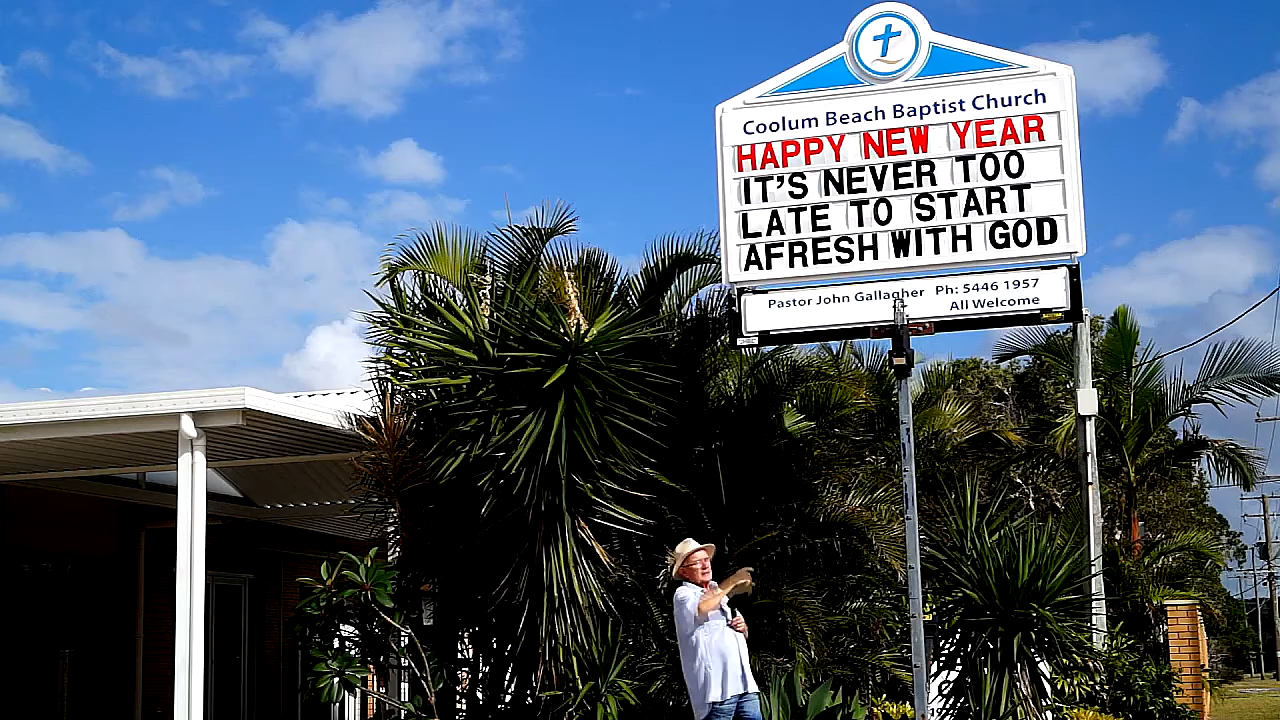 Coolum Beach Baptist Church
HAPPY NEW YEAR
IT'S NEVER TOO
LATE TO START
AFRESH WITH GOD
Pastor John Gallagher Ph: 5446 1957
All Welcome